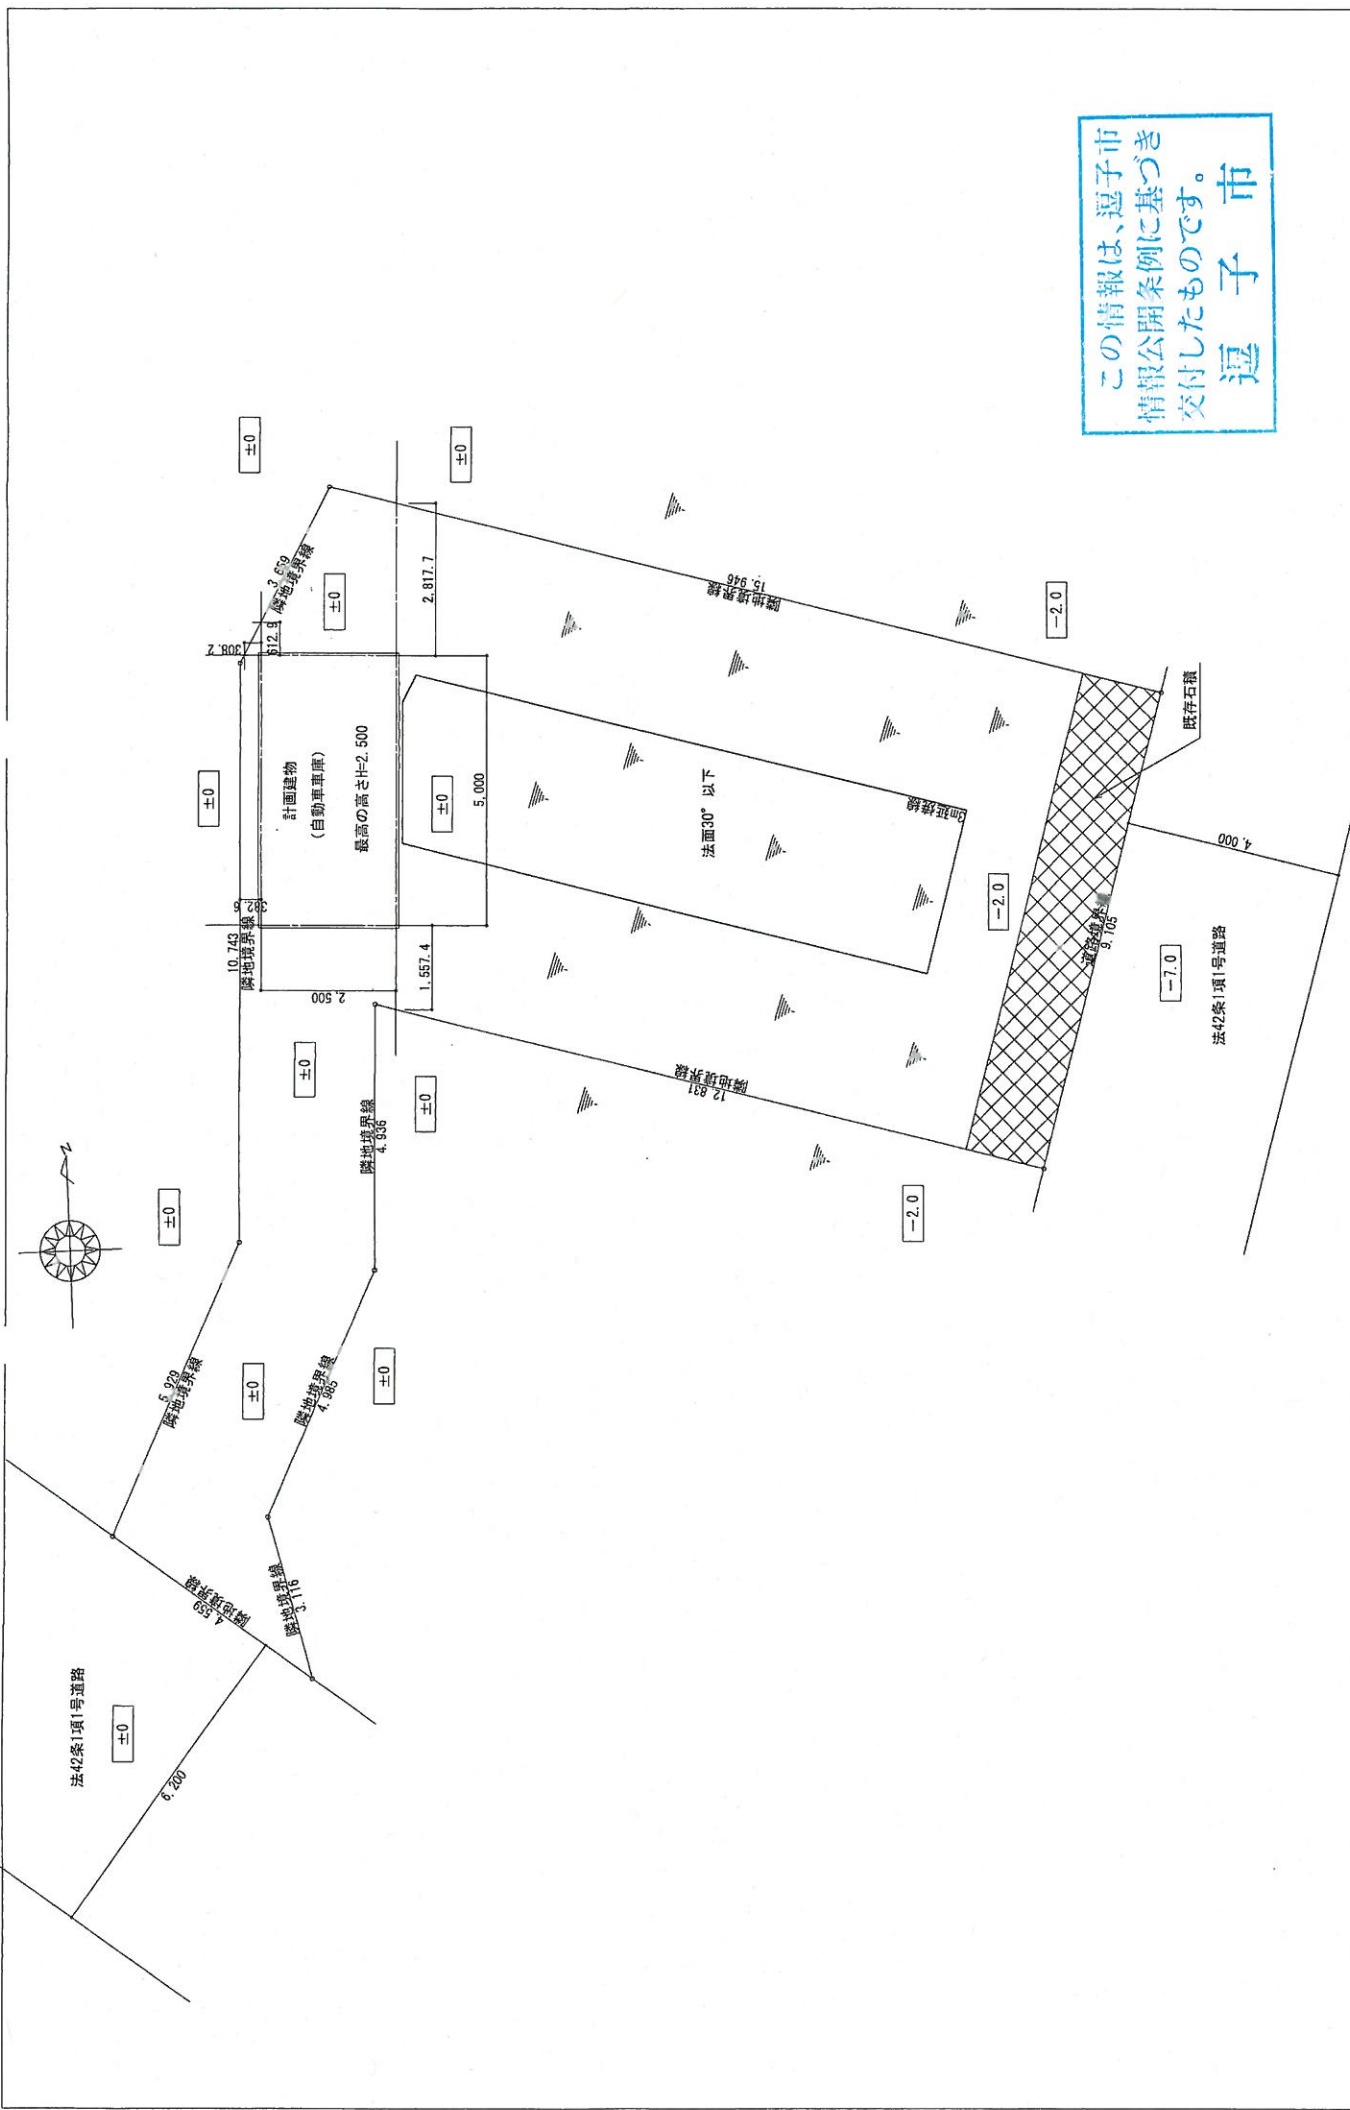 法42条1項1号道路
±0
6.200
4.559
隣地境界線
5.929
隣地境界線
±0
隣地境界線
3.116
隣地境界線
4.985
±0
±0
10.743
隣地境界線
382.6
±0
2.500
隣地境界線
4.936
±0
±0
計画建物
(自動車車庫)
最高の高さH=2.500
308.2
612.9
3.659
隣地境界線
±0
±0
±0
±0
1,557.4
5,000
2,817.7
隣地境界線
12.831
隣地境界線
15.946
法面30° 以下
3m延焼線
-2.0
-2.0
-2.0
既存石積
道路境界線
9.105
-7.0
4.000
法42条1項1号道路
この情報は、逗子市
情報公開条例に基づき
交付したものです。
逗子市